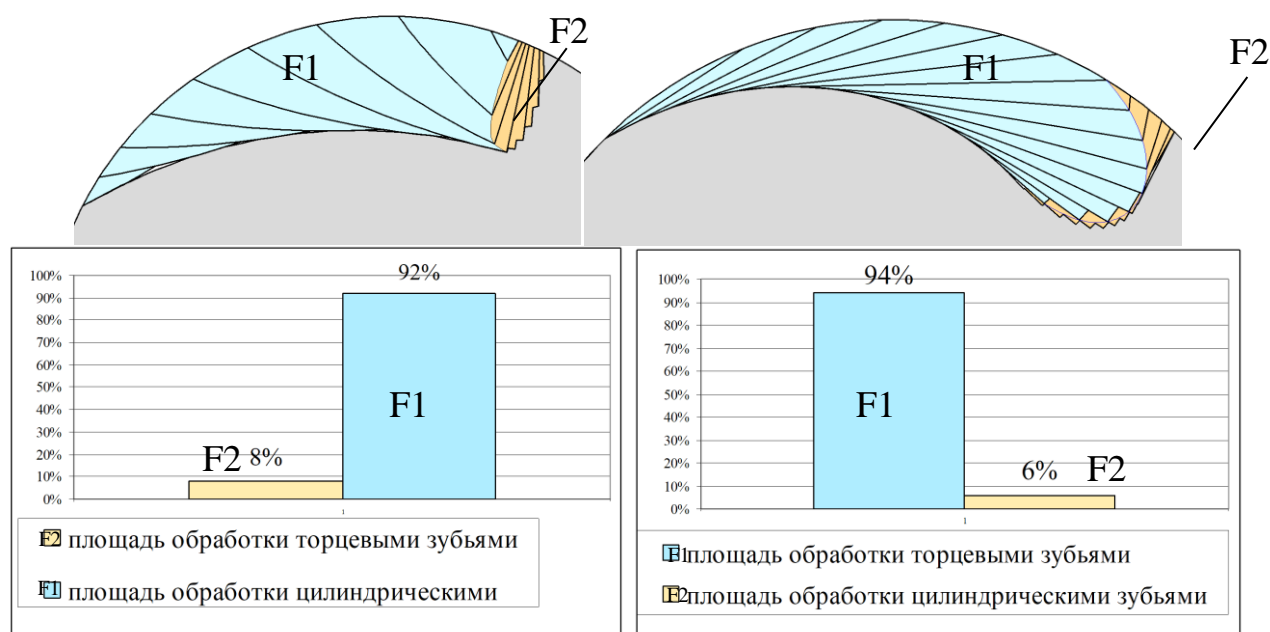 F1
F2
F1
F2
100%
90%
80%
70%
60%
50%
40%
30%
20%
10%
0%
92%
F1
F2 8%
1
F2 площадь обработки торцевыми зубьями
F1 площадь обработки цилиндрическими
100%
90%
80%
70%
60%
50%
40%
30%
20%
10%
0%
94%
F1
6% F2
1
F1 площадь обработки торцевыми зубьями
F2 площадь обработки цилиндрическими зубьями